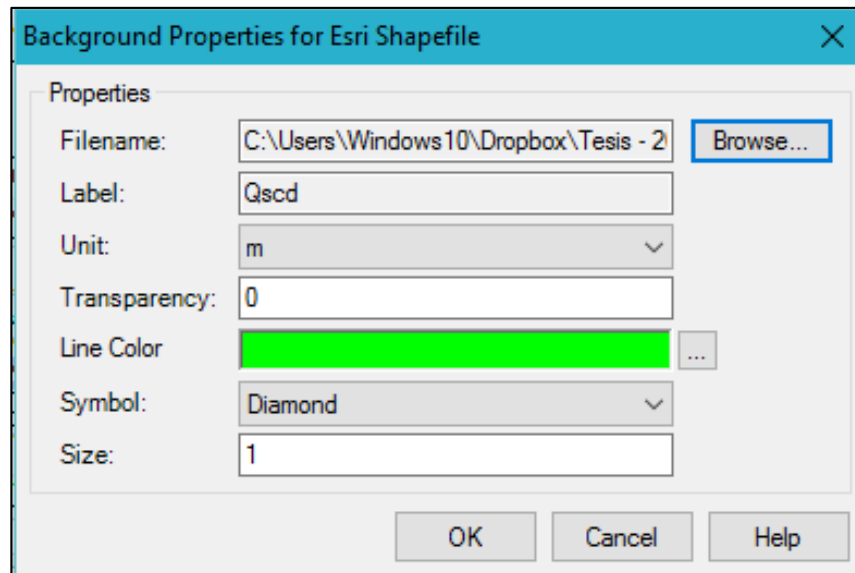 Background Properties for Esri Shapefile
Properties
Filename: C:\Users\Windows10\Dropbox\Tesis - 2 Browse...
Label: Qscd
Unit: m
Transparency: 0
Line Color ...
Symbol: Diamond
Size: 1
OK Cancel Help